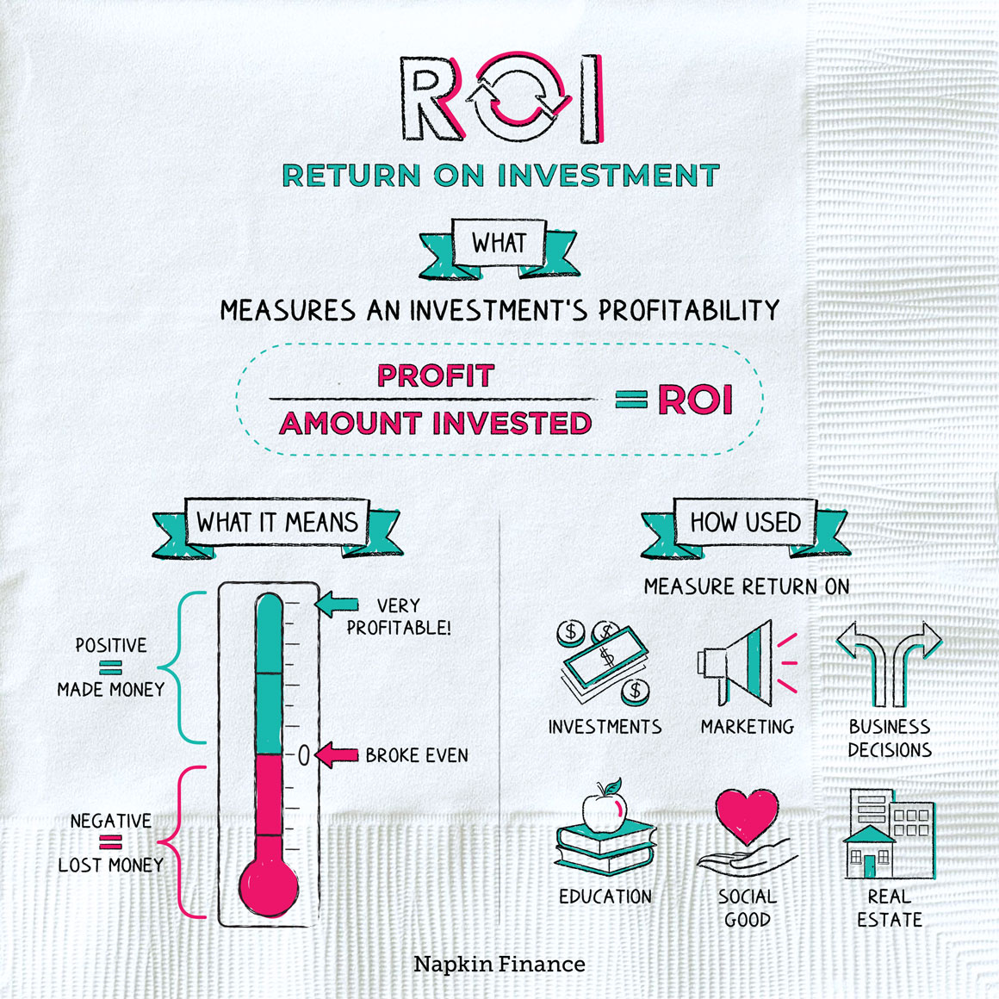 ROI
RETURN ON INVESTMENT
WHAT
MEASURES AN INVESTMENT'S PROFITABILITY
PROFIT
AMOUNT INVESTED
= ROI
WHAT IT MEANS
POSITIVE
=
MADE MONEY
VERY
PROFITABLE!
0
BROKE EVEN
NEGATIVE
=
LOST MONEY
HOW USED
MEASURE RETURN ON
$ $
$
$
INVESTMENTS
MARKETING
BUSINESS
DECISIONS
EDUCATION
SOCIAL
GOOD
REAL
ESTATE
Napkin Finance